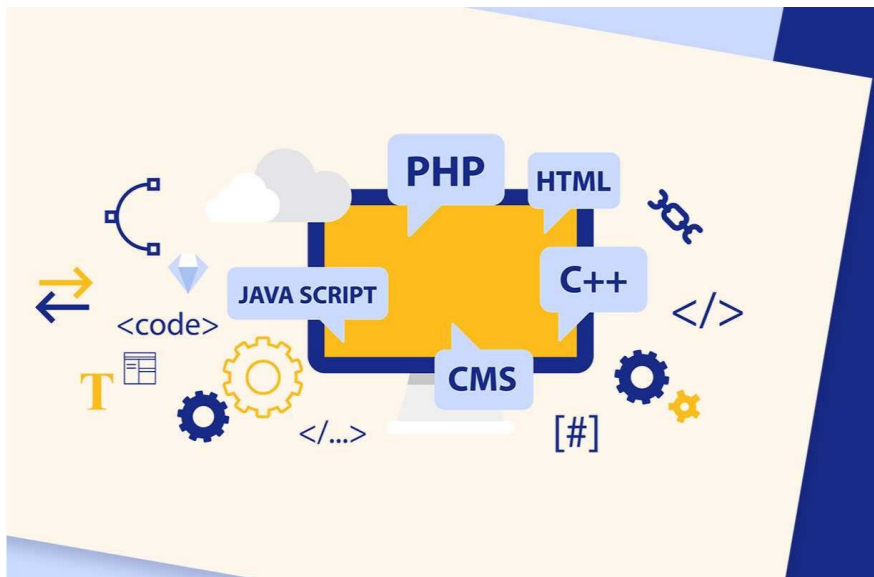 PHP
HTML
C++
JAVA SCRIPT
<code>
</>
T
CMS
</...>
[#]